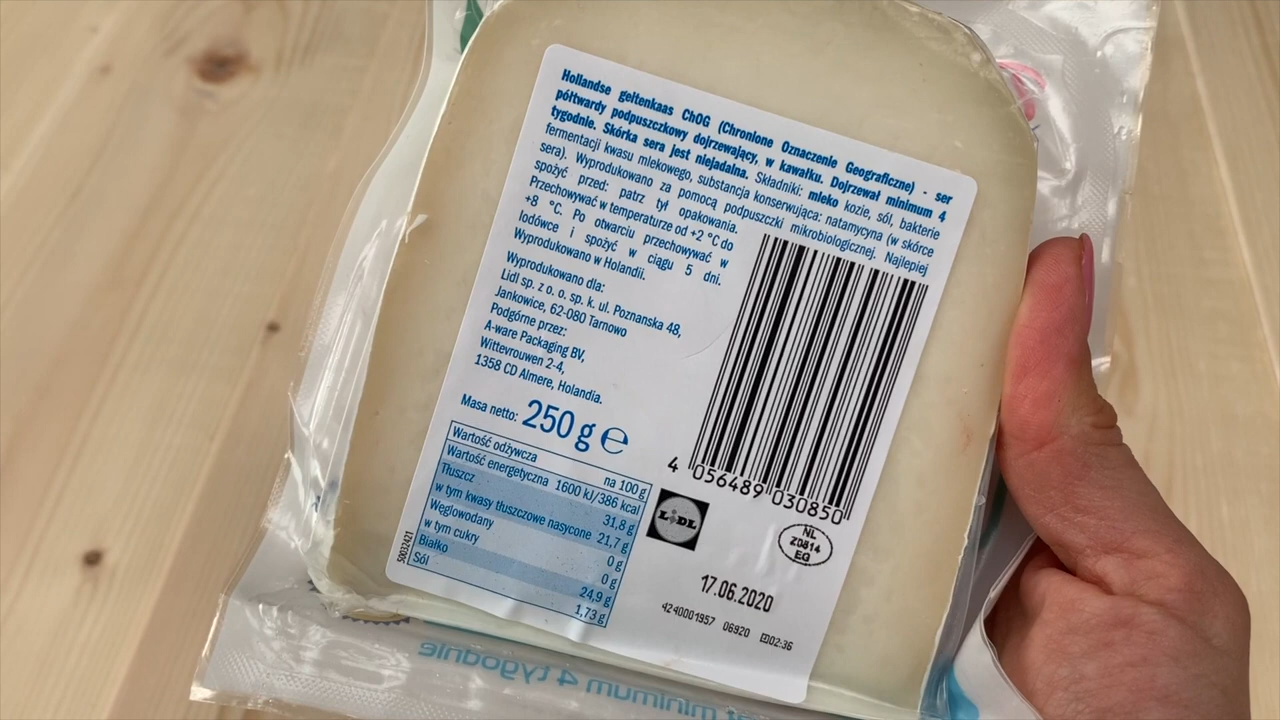 Hollandse geitenkaas ChOG (Chronione Oznaczenie Geograficzne) - ser
półtwardy podpuszczkowy dojrzewający, w kawałku. Dojrzewał minimum 4
tygodnie. Skórka sera jest niejadalna. Składniki: mleko kozie, sól, bakterie
fermentacji kwasu mlekowego, substancja konserwująca: natamycyna (w skórce
sera). Wyprodukowano za pomocą podpuszczki mikrobiologicznej. Najlepiej
spożyć przed: patrz tył opakowania.
Przechowywać w temperaturze od +2 °C do
+8 °C. Po otwarciu przechowywać w
lodówce i spożyć w ciągu 5 dni.
Wyprodukowano w Holandii.
Wyprodukowano dla:
Lidl sp. z o. o. sp. k. ul. Poznanska 48,
Jankowice, 62-080 Tarnowo
Podgórne przez:
A-ware Packaging BV,
Wittevrouwen 2-4,
1358 CD Almere, Holandia.
Masa netto: 250 g e
Wartość odżywcza na 100 g
Wartość energetyczna 1600 kJ/386 kcal
Tłuszcz 31,8 g
w tym kwasy tłuszczowe nasycone 21,7 g
Węglowodany 0 g
w tym cukry 0 g
Białko 24,9 g
Sól 1,73 g
50032421
4 056489 030850
LIDL
NL
Z0814
EG
17.06.2020
4240001957 06920 02:36
minimum 4 tygodnie